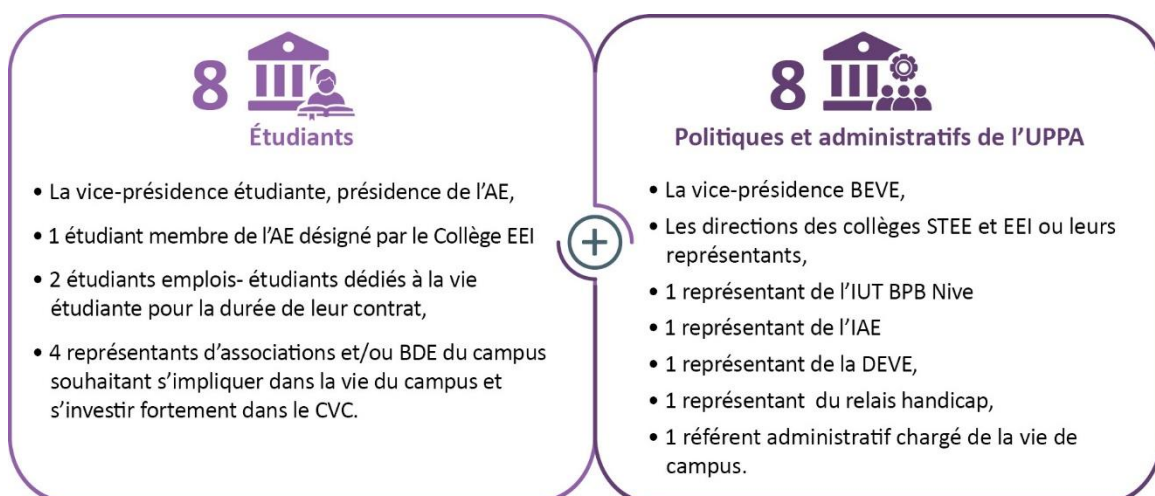 8
Étudiants
• La vice-présidence étudiante, présidence de l’AE,
• 1 étudiant membre de l’AE désigné par le Collège EEI
• 2 étudiants emplois- étudiants dédiés à la vie
étudiante pour la durée de leur contrat,
• 4 représentants d’associations et/ou BDE du campus
souhaitant s’impliquer dans la vie du campus et
s’investir fortement dans le CVC.
+
8
Politiques et administratifs de l’UPPA
• La vice-présidence BEVE,
• Les directions des collèges STEE et EEI ou leurs
représentants,
• 1 représentant de l’IUT BPB Nive
• 1 représentant de l’IAE
• 1 représentant de la DEVE,
• 1 représentant du relais handicap,
• 1 référent administratif chargé de la vie de
campus.